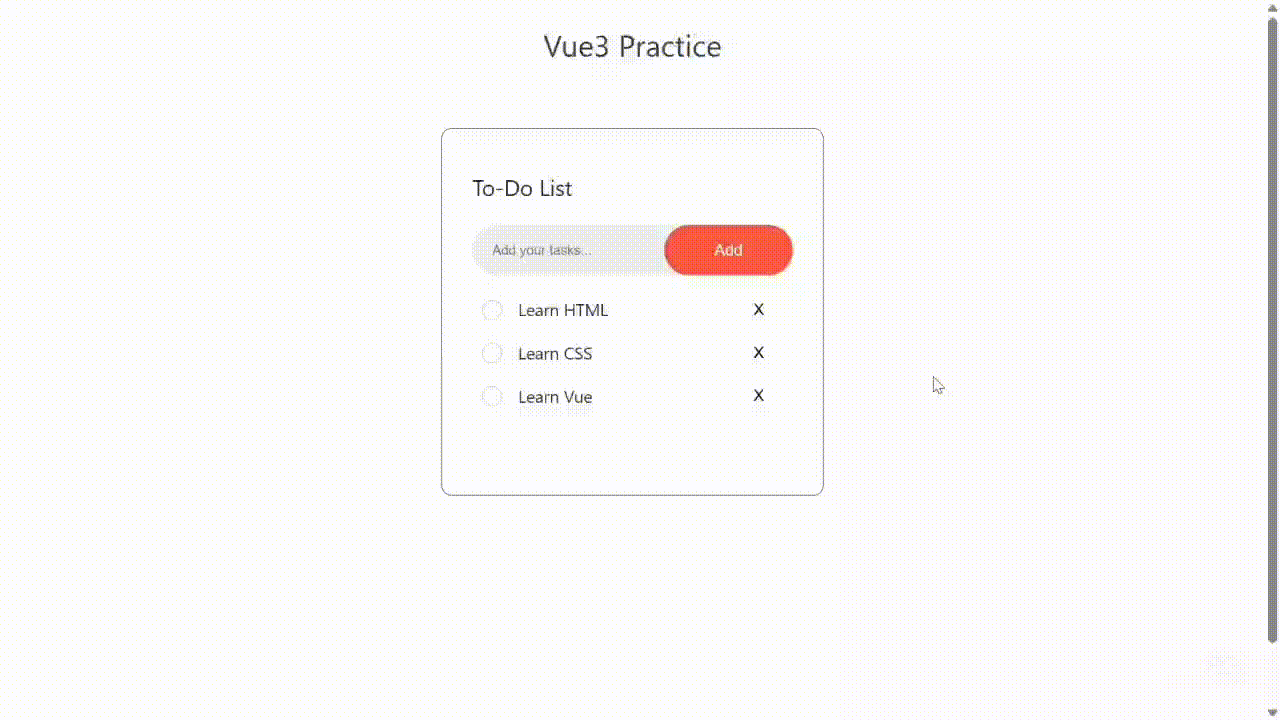 Vue3 Practice
To-Do List
Add your tasks...
Add
Learn HTML
X
Learn CSS
X
Learn Vue
X